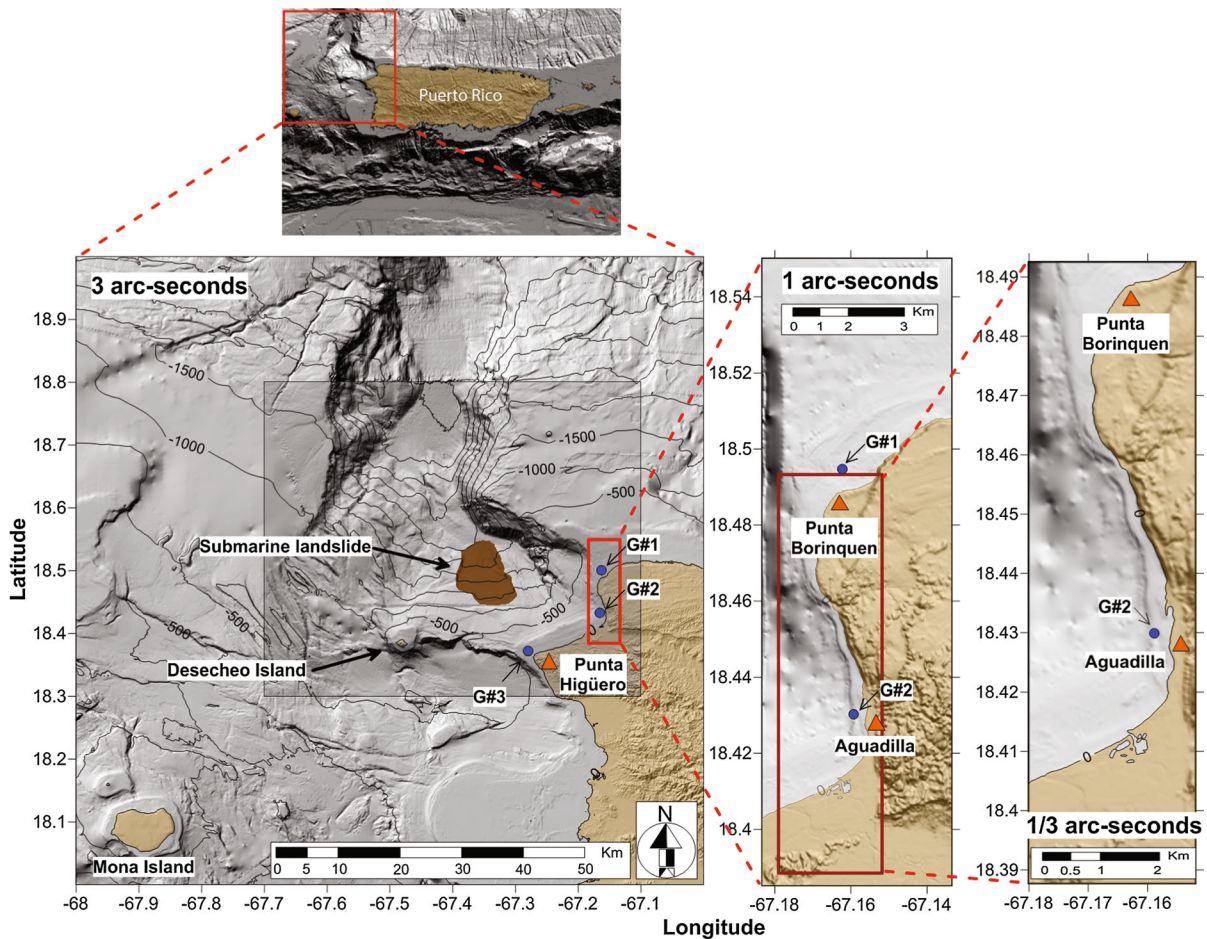 Puerto Rico
3 arc-seconds
-1500
-1000
-500
-1500
-1000
-500
Submarine landslide
G#1
G#2
-500
-500
0
Desecheo Island
Punta
Higüero
G#3
Mona Island
N
Km
0 5 10 20 30 40 50
18.9
18.8
18.7
18.6
18.5
18.4
18.3
18.2
18.1
Latitude
-68 -67.9 -67.8 -67.7 -67.6 -67.5 -67.4 -67.3 -67.2 -67.1
Longitude
1 arc-seconds
Km
0 1 2 3
18.54
18.52
18.5
18.48
18.46
18.44
18.42
18.4
G#1
Punta
Borinquen
G#2
Aguadilla
-67.18 -67.16 -67.14
18.49
18.48
18.47
18.46
18.45
18.44
18.43
18.42
18.41
18.4
18.39
Punta
Borinquen
0
G#2
Aguadilla
0
1/3 arc-seconds
Km
0 0.5 1 2
-67.18 -67.17 -67.16